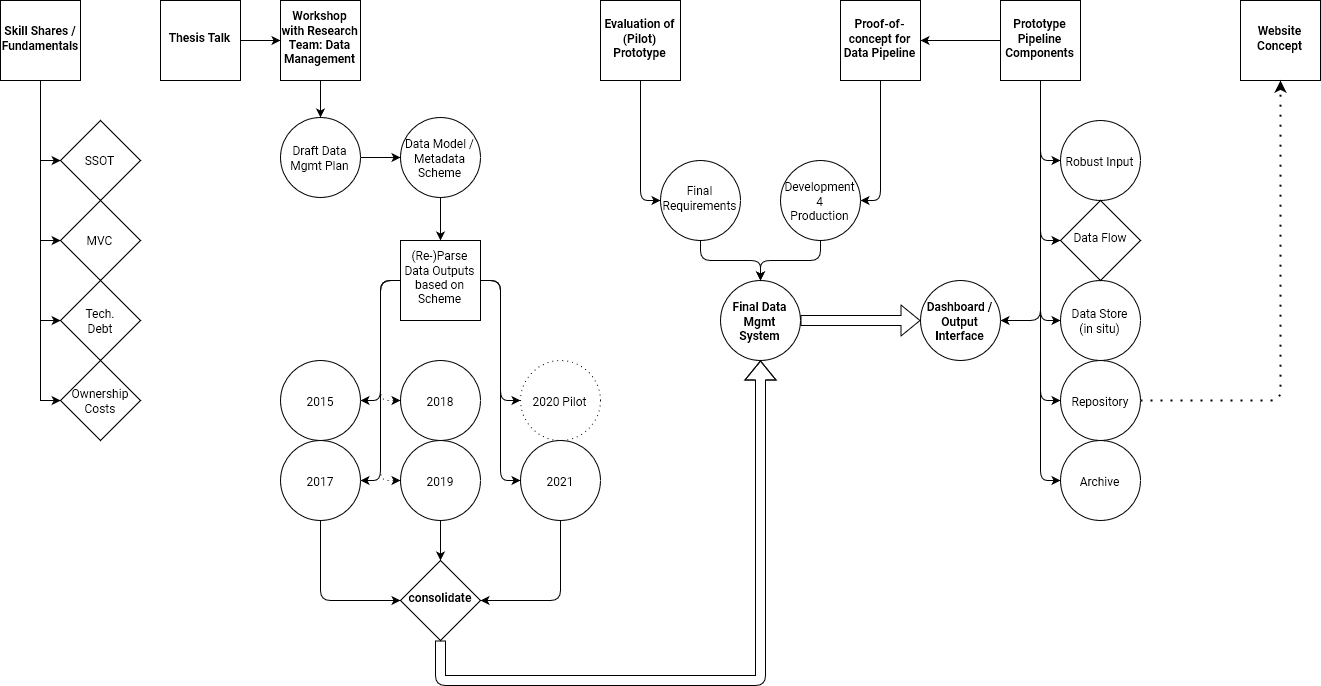 Skill Shares /
Fundamentals
Thesis Talk
Workshop
with Research
Team: Data
Management
Evaluation of
(Pilot)
Prototype
Proof-of-
concept for
Data Pipeline
Prototype
Pipeline
Components
Website
Concept
SSOT
MVC
Tech.
Debt
Ownership
Costs
Draft Data
Mgmt Plan
Data Model /
Metadata
Scheme
(Re-)Parse
Data Outputs
based on
Scheme
2015
2018
2020 Pilot
2017
2019
2021
consolidate
Final
Requirements
Development
4
Production
Final Data
Mgmt
System
Dashboard /
Output
Interface
Robust Input
Data Flow
Data Store
(in situ)
Repository
Archive